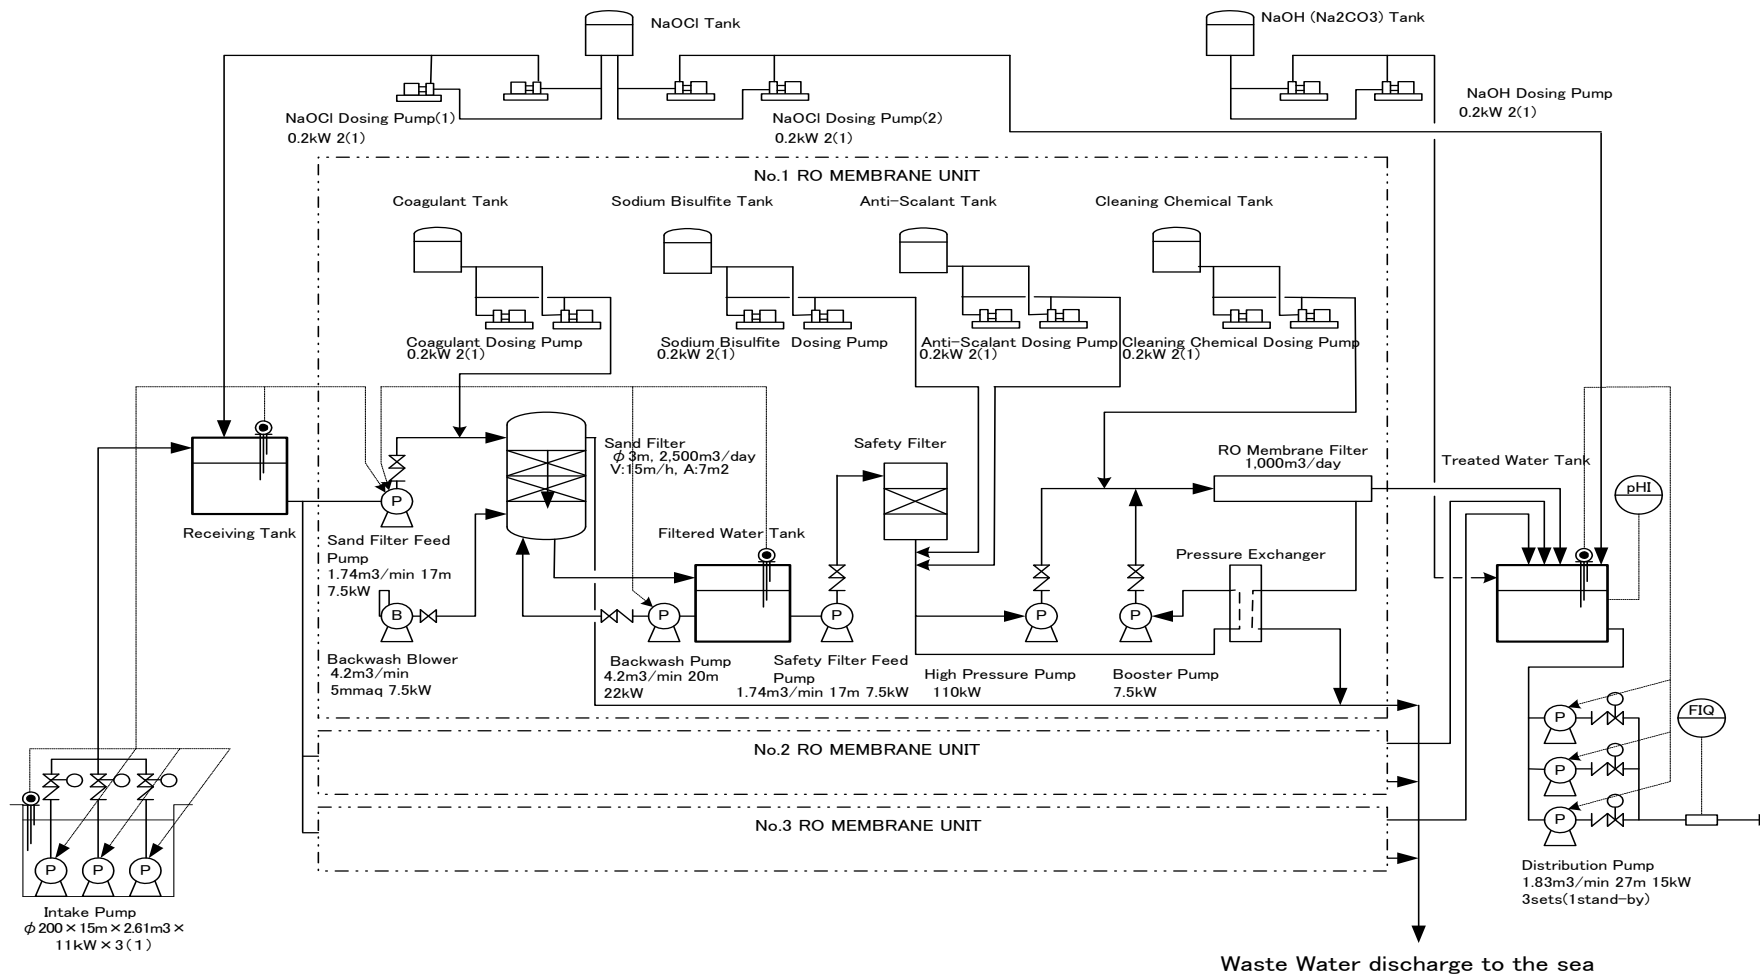 NaOCl Tank
NaOH (Na2CO3) Tank
NaOCl Dosing Pump(1)
0.2kW 2(1)
NaOCl Dosing Pump(2)
0.2kW 2(1)
NaOH Dosing Pump
0.2kW 2(1)
No.1 RO MEMBRANE UNIT
Coagulant Tank
Sodium Bisulfite Tank
Anti-Scalant Tank
Cleaning Chemical Tank
Coagulant Dosing Pump
0.2kW 2(1)
Sodium Bisulfite Dosing Pump
0.2kW 2(1)
Anti-Scalant Dosing Pump
0.2kW 2(1)
Cleaning Chemical Dosing Pump
0.2kW 2(1)
Receiving Tank
P
Sand Filter Feed
Pump
1.74m3/min 17m
7.5kW
B
Backwash Blower
4.2m3/min
5mmaq 7.5kW
Sand Filter
φ3m, 2,500m3/day
V:15m/h, A:7m2
Filtered Water Tank
P
Backwash Pump
4.2m3/min 20m
22kW
P
Safety Filter Feed
Pump
1.74m3/min 17m 7.5kW
Safety Filter
P
High Pressure Pump
110kW
P
Booster Pump
7.5kW
RO Membrane Filter
1,000m3/day
Pressure Exchanger
Treated Water Tank
pHI
FIQ
P
P
P
Distribution Pump
1.83m3/min 27m 15kW
3sets(1stand-by)
No.2 RO MEMBRANE UNIT
No.3 RO MEMBRANE UNIT
P
P
P
Intake Pump
φ200×15m×2.61m3×
11kW×3(1)
Waste Water discharge to the sea